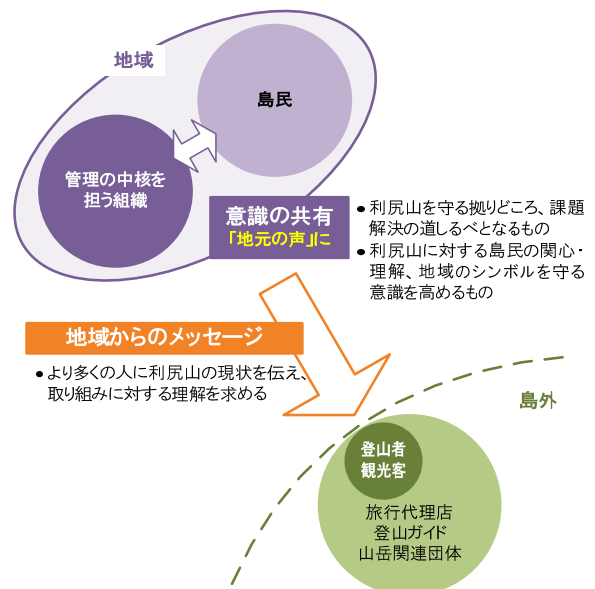 地域
島民
管理の中核を
担う組織
意識の共有
「地元の声」に
●利尻山を守る拠りどころ、課題
解決の道しるべとなるもの
●利尻山に対する島民の関心・
理解、地域のシンボルを守る
意識を高めるもの
地域からのメッセージ
●より多くの人に利尻山の現状を伝え、
取り組みに対する理解を求める
島外
登山者
観光客
旅行代理店
登山ガイド
山岳関連団体